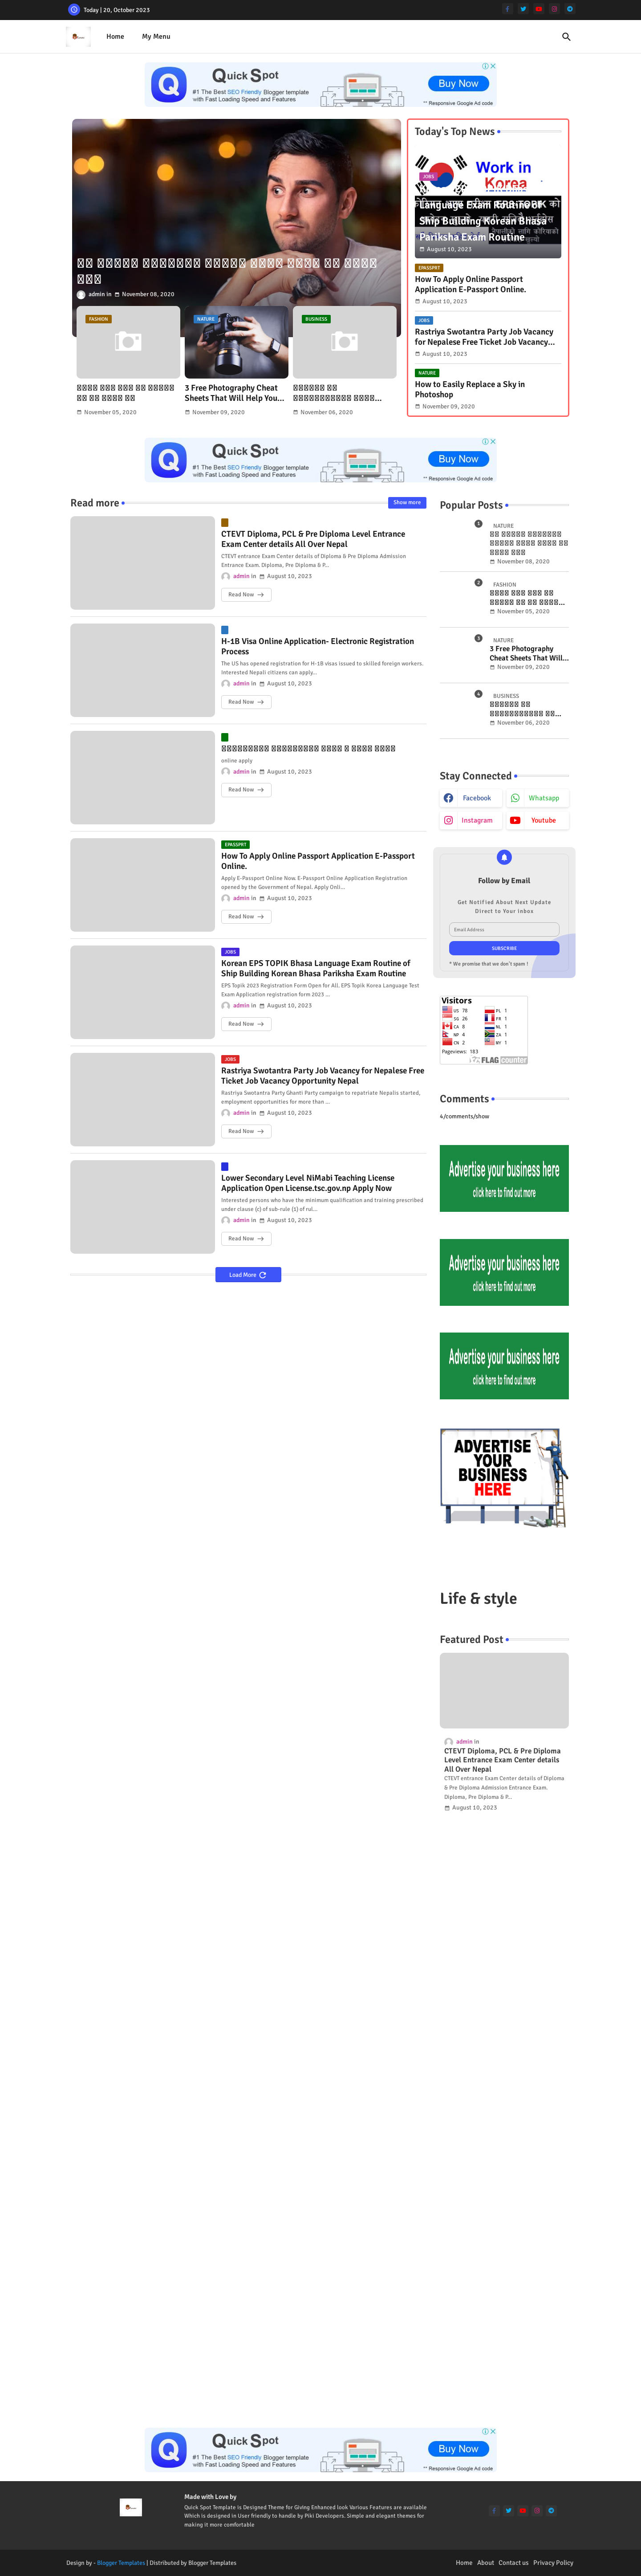 Today | 20, October 2023
Home
My Menu
Quick Spot
#1 The Best SEO Friendly Blogger template
with Fast Loading Speed and Features
Buy Now
** Responsive Google Ad code
admin in November 08, 2020
FASHION
November 05, 2020
NATURE
3 Free Photography Cheat
Sheets That Will Help You...
November 09, 2020
BUSINESS
November 06, 2020
Today's Top News
Work in
Korea
JOBS
Language Exam Routine of
Ship Building Korean Bhasa
Pariksha Exam Routine
August 10, 2023
EPASSPRT
How To Apply Online Passport
Application E-Passport Online.
August 10, 2023
JOBS
Rastriya Swotantra Party Job Vacancy
for Nepalese Free Ticket Job Vacancy...
August 10, 2023
NATURE
How to Easily Replace a Sky in
Photoshop
November 09, 2020
Quick Spot
#1 The Best SEO Friendly Blogger template
with Fast Loading Speed and Features
Buy Now
** Responsive Google Ad code
Read more
Show more
CTEVT Diploma, PCL & Pre Diploma Level Entrance
Exam Center details All Over Nepal
CTEVT entrance Exam Center details of Diploma & Pre Diploma Admission
Entrance Exam. Diploma, Pre Diploma & P...
admin in August 10, 2023
Read Now
H-1B Visa Online Application- Electronic Registration
Process
The US has opened registration for H-1B visas issued to skilled foreign workers.
Interested Nepali citizens can apply...
admin in August 10, 2023
Read Now
online apply
admin in August 10, 2023
Read Now
EPASSPRT
How To Apply Online Passport Application E-Passport
Online.
Apply E-Passport Online Now. E-Passport Online Application Registration
opened by the Government of Nepal. Apply Onli...
admin in August 10, 2023
Read Now
JOBS
Korean EPS TOPIK Bhasa Language Exam Routine of
Ship Building Korean Bhasa Pariksha Exam Routine
EPS Topik 2023 Registration Form Open for All. EPS Topik Korea Language Test
Exam Application registration form 2023 ...
admin in August 10, 2023
Read Now
JOBS
Rastriya Swotantra Party Job Vacancy for Nepalese Free
Ticket Job Vacancy Opportunity Nepal
Rastriya Swotantra Party Ghanti Party campaign to repatriate Nepalis started,
employment opportunities for more than ...
admin in August 10, 2023
Read Now
Lower Secondary Level NiMabi Teaching License
Application Open License.tsc.gov.np Apply Now
Interested persons who have the minimum qualification and training prescribed
under clause (c) of sub-rule (1) of rul...
admin in August 10, 2023
Read Now
Load More
Popular Posts
1
NATURE
November 08, 2020
2
FASHION
November 05, 2020
3
NATURE
3 Free Photography
Cheat Sheets That Will...
November 09, 2020
4
BUSINESS
November 06, 2020
Stay Connected
Facebook
Whatsapp
Instagram
Youtube
Follow by Email
Get Notified About Next Update
Direct to Your inbox
Email Address
SUBSCRIBE
* We promise that we don't spam !
Visitors
US 78 PL 1
SG 26 FR 1
CA 8 NL 1
NP 4 ZA 1
CN 2 MY 1
Pageviews: 183
FLAG counter
Comments
4/comments/show
Advertise your business here
click here to find out more
Advertise your business here
click here to find out more
Advertise your business here
click here to find out more
ADVERTISE
YOUR
BUSINESS
HERE
Life & style
Featured Post
admin in
CTEVT Diploma, PCL & Pre Diploma
Level Entrance Exam Center details
All Over Nepal
CTEVT entrance Exam Center details of Diploma
& Pre Diploma Admission Entrance Exam.
Diploma, Pre Diploma & P...
August 10, 2023
Quick Spot
#1 The Best SEO Friendly Blogger template
with Fast Loading Speed and Features
Buy Now
** Responsive Google Ad code
Made with Love by
Quick Spot Template is Designed Theme for Giving Enhanced look Various Features are available
Which is designed in User friendly to handle by Piki Developers. Simple and elegant themes for
making it more comfortable
Design by - Blogger Templates | Distributed by Blogger Templates
Home About Contact us Privacy Policy